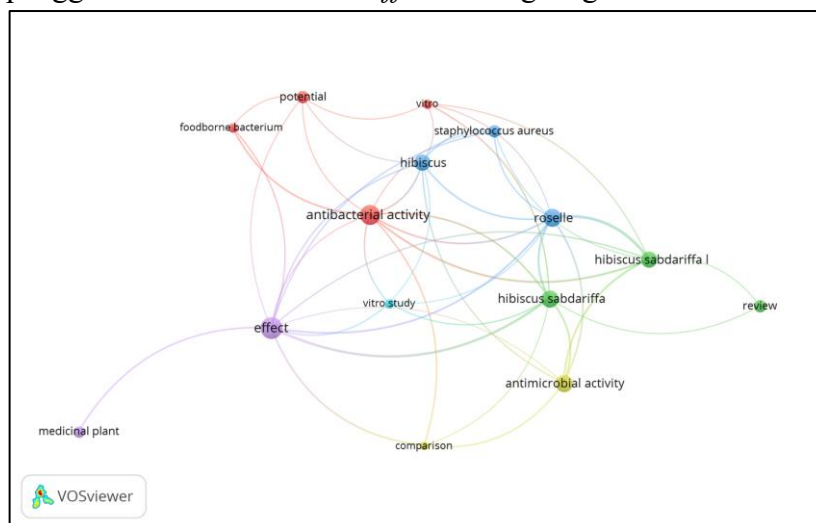 potential
vitro
foodborne bacterium
staphylococcus aureus
hibiscus
antibacterial activity
roselle
hibiscus sabdariffa l
vitro study
hibiscus sabdariffa
review
effect
antimicrobial activity
medicinal plant
comparison
VOSviewer